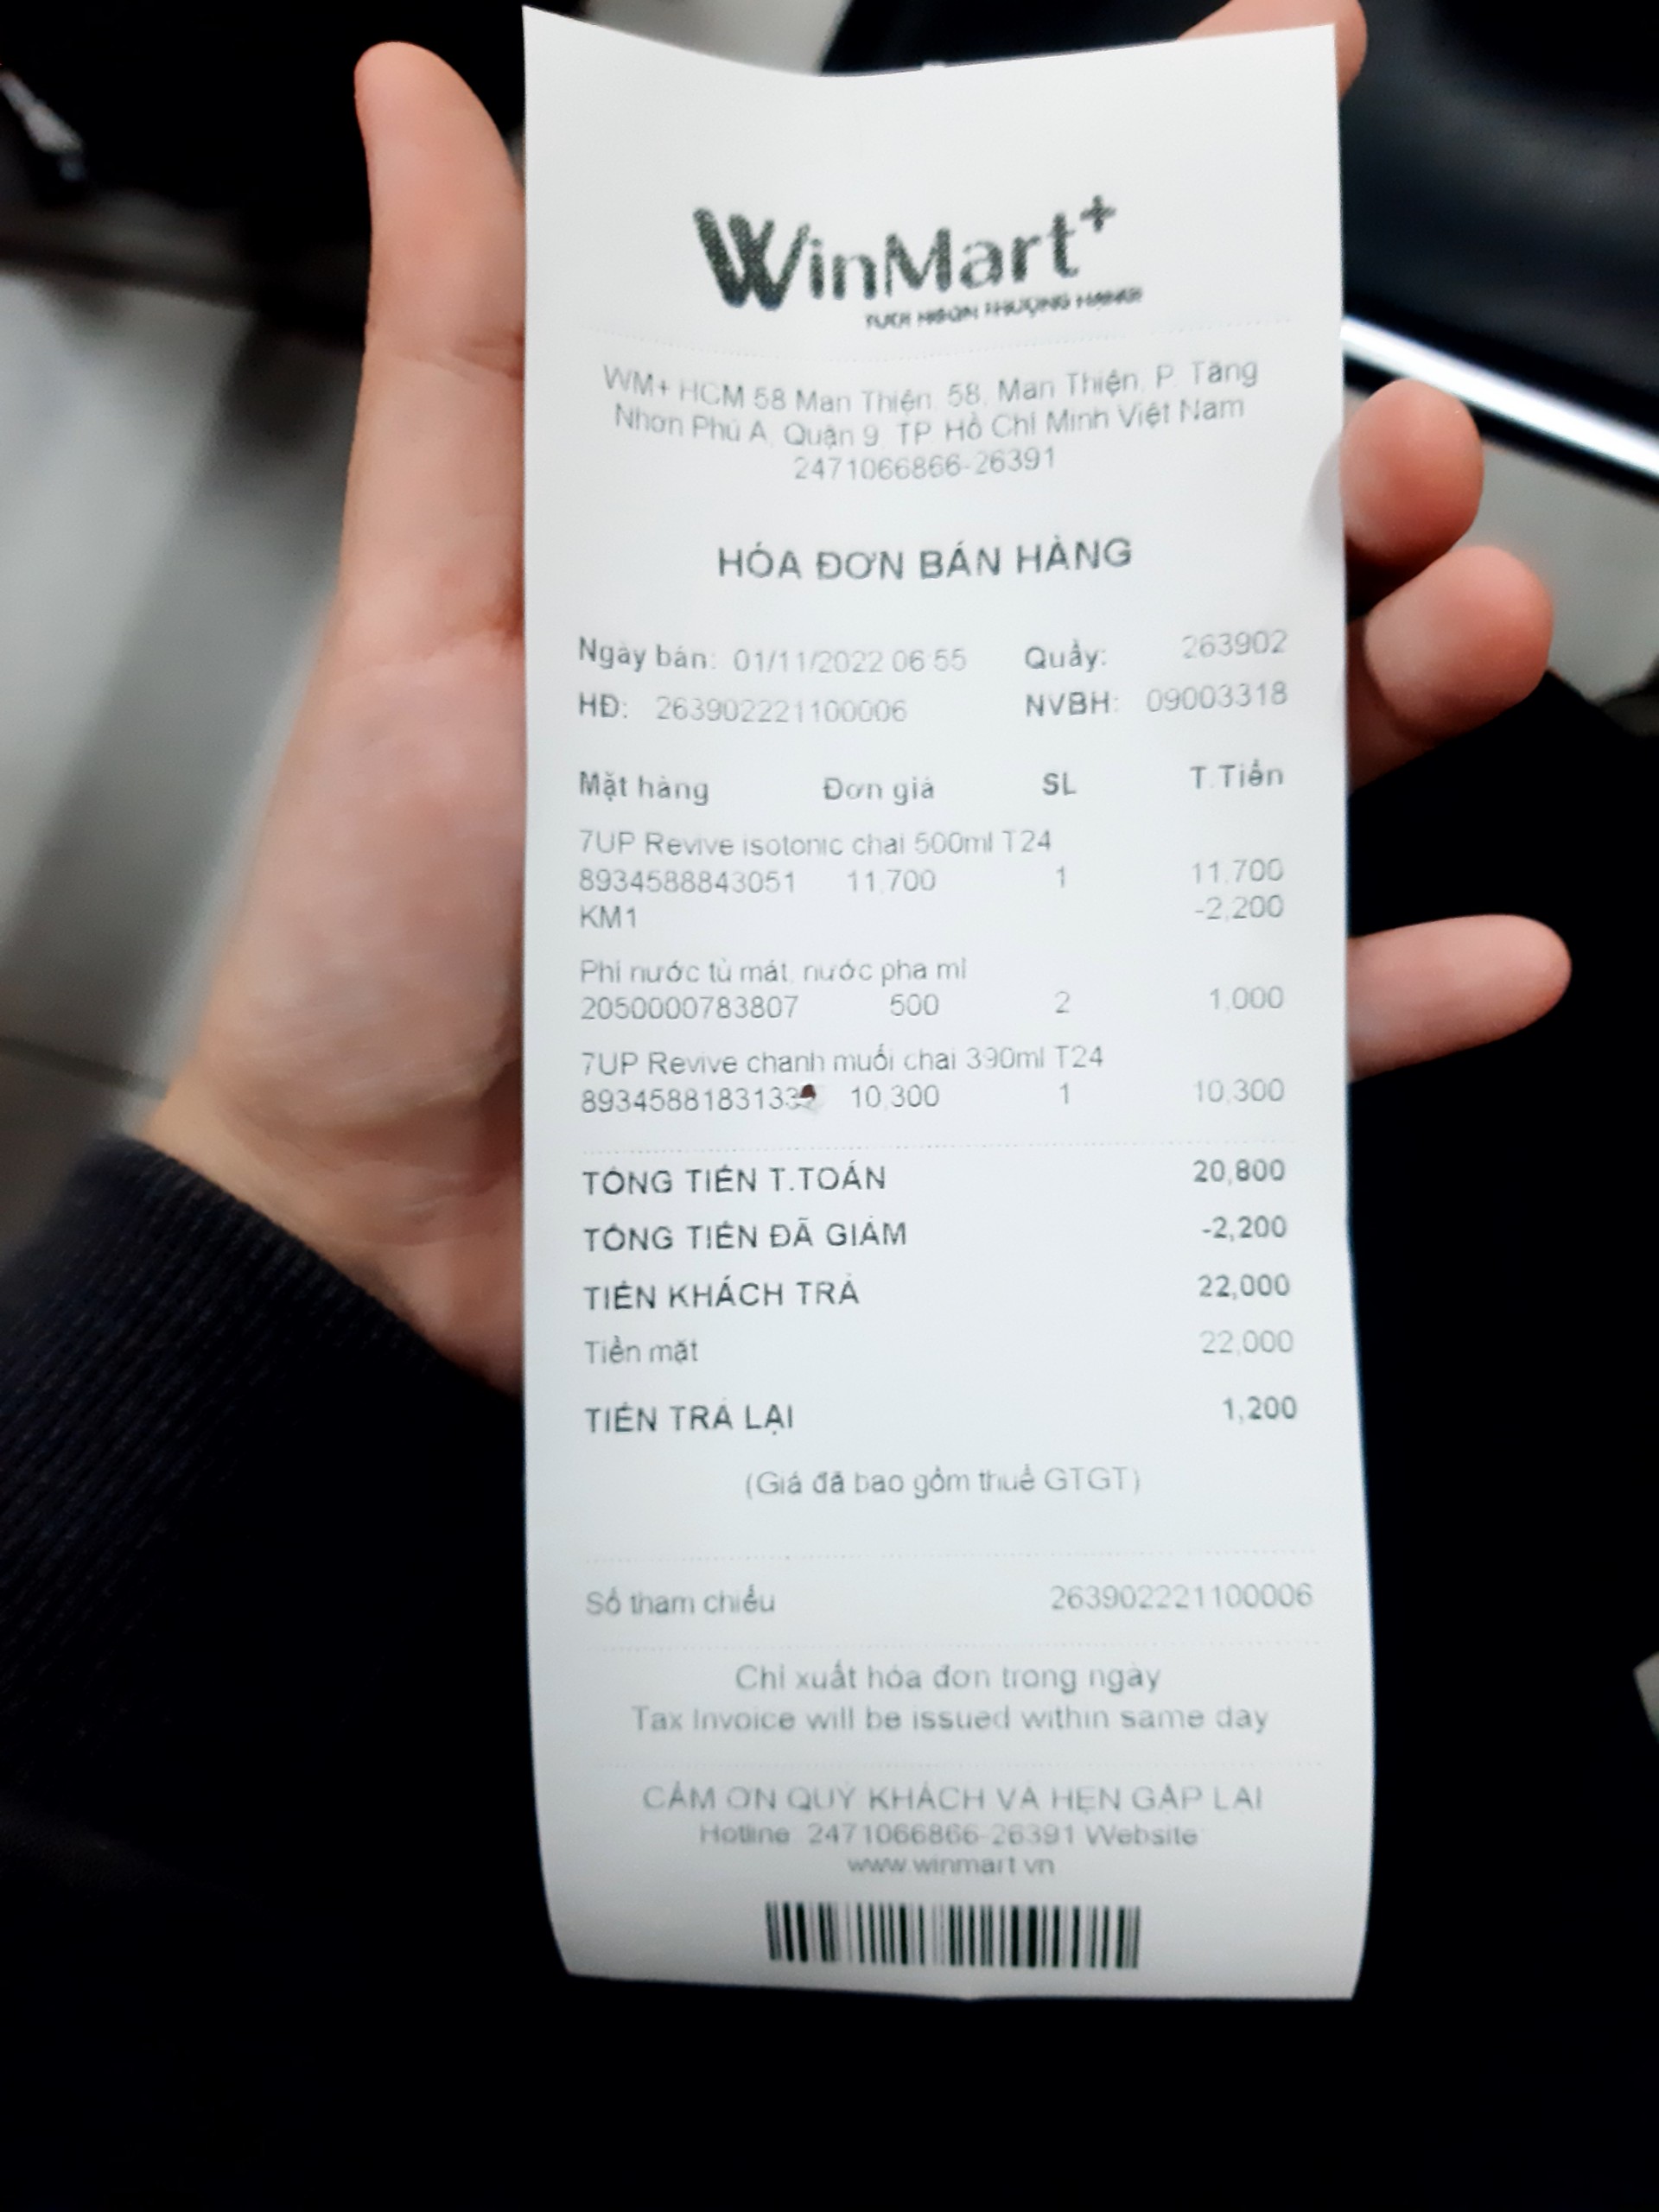 WinMart+
TƯƠI NGON THƯỢNG HẠNG
WM+ HCM 58 Man Thiện, 58, Man Thiện, P. Tăng
Nhơn Phú A, Quận 9, TP. Hồ Chí Minh Việt Nam
2471066866-26391
HÓA ĐƠN BÁN HÀNG
Ngày bán: 01/11/2022 06:55 Quầy: 263902
HĐ: 263902221100006 NVBH: 09003318
Mặt hàng Đơn giá SL T.Tiền
7UP Revive isotonic chai 500ml T24
8934588843051 11,700 1 11,700
KM1 -2,200
Phí nước tủ mát, nước pha mì
2050000783807 500 2 1,000
7UP Revive chanh muối chai 390ml T24
10,300 1 10,300
TỔNG TIỀN T.TOÁN 20,800
TỔNG TIỀN ĐÃ GIẢM -2,200
TIỀN KHÁCH TRẢ 22,000
Tiền mặt 22,000
TIỀN TRẢ LẠI 1,200
(Giá đã bao gồm thuế GTGT)
Số tham chiếu 263902221100006
Chỉ xuất hóa đơn trong ngày
Tax Invoice will be issued within same day
CẢM ƠN QUÝ KHÁCH VÀ HẸN GẶP LẠI
Hotline: 2471066866-26391 Website:
www.winmart.vn